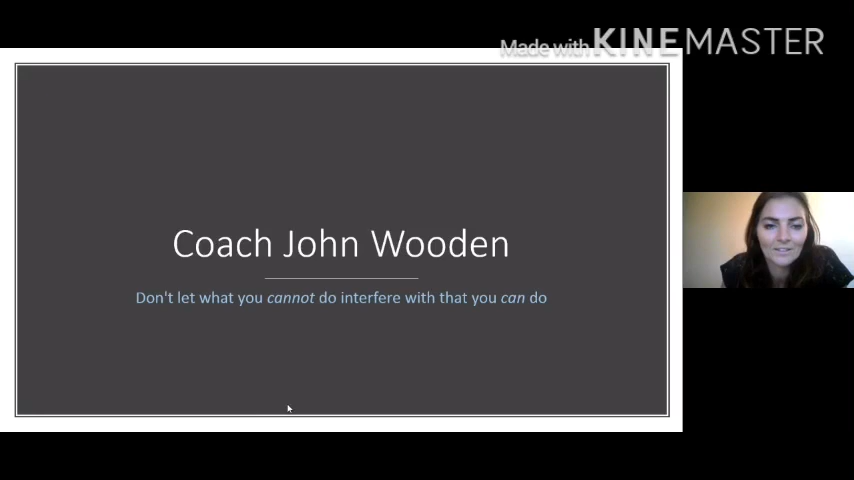 Made with KINEMASTER
Coach John Wooden
Don't let what you cannot do interfere with that you can do